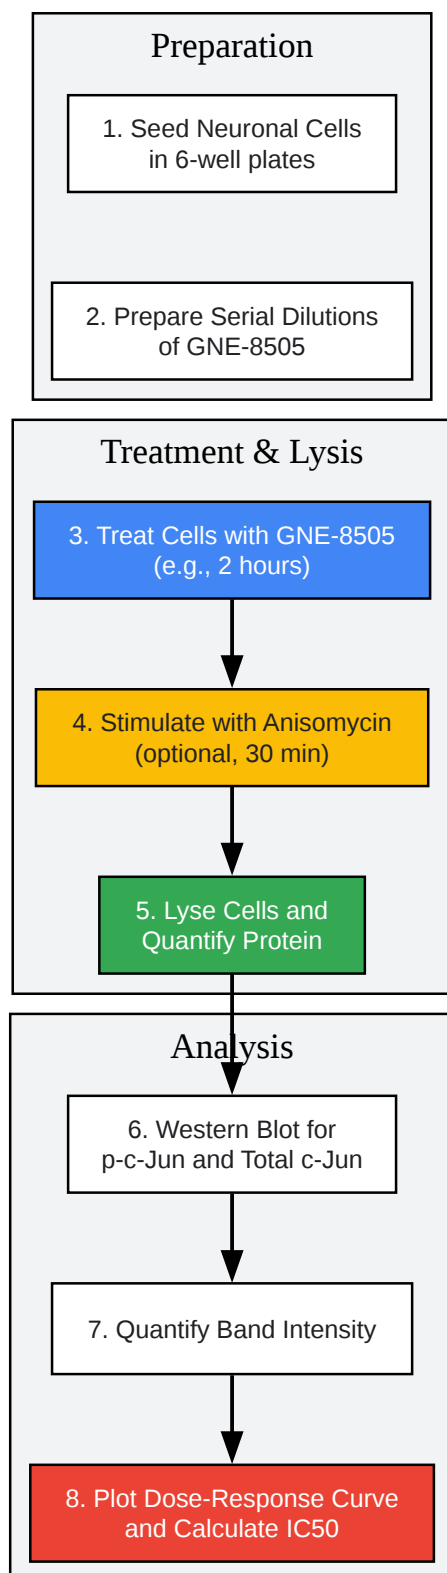 Preparation
1. Seed Neuronal Cells
in 6-well plates
2. Prepare Serial Dilutions
of GNE-8505
Treatment & Lysis
3. Treat Cells with GNE-8505
(e.g., 2 hours)
4. Stimulate with Anisomycin
(optional, 30 min)
5. Lyse Cells and
Quantify Protein
Analysis
6. Western Blot for
p-c-Jun and Total c-Jun
7. Quantify Band Intensity
8. Plot Dose-Response Curve
and Calculate IC50